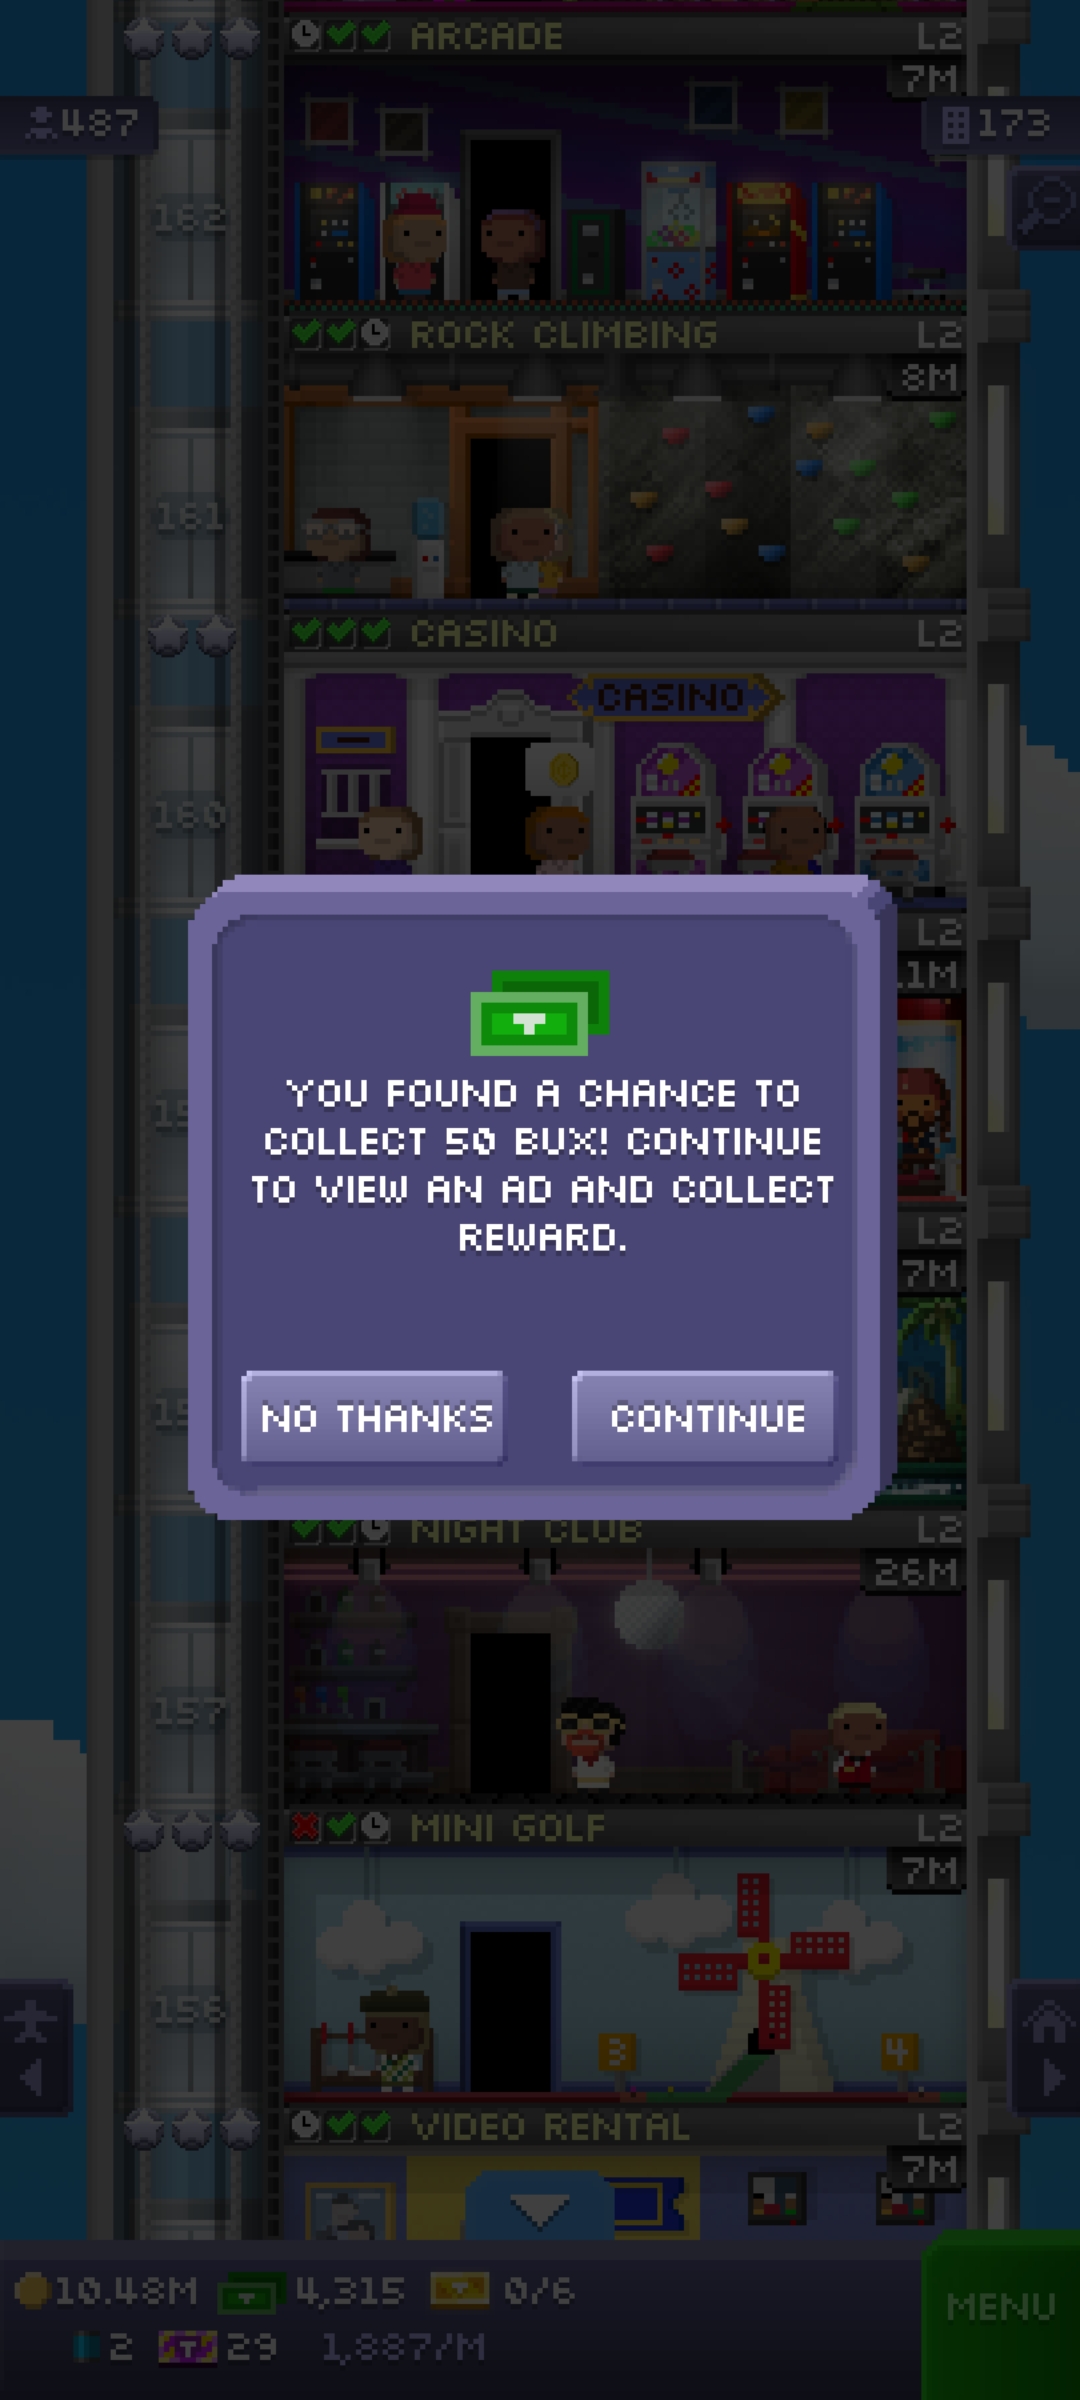 ARCADE L2
7M
487
173
162
ROCK CLIMBING L2
8M
161
CASINO L2
CASINO
160
L2
YOU FOUND A CHANCE TO
COLLECT 50 BUX! CONTINUE
TO VIEW AN AD AND COLLECT
REWARD.
L2
7M
NO THANKS CONTINUE
NIGHT CLUB L2
26M
157
MINI GOLF L2
7M
156
3 4
VIDEO RENTAL L2
7M
10.48M 4,315 0/6
MENU
2 29 1,887/M